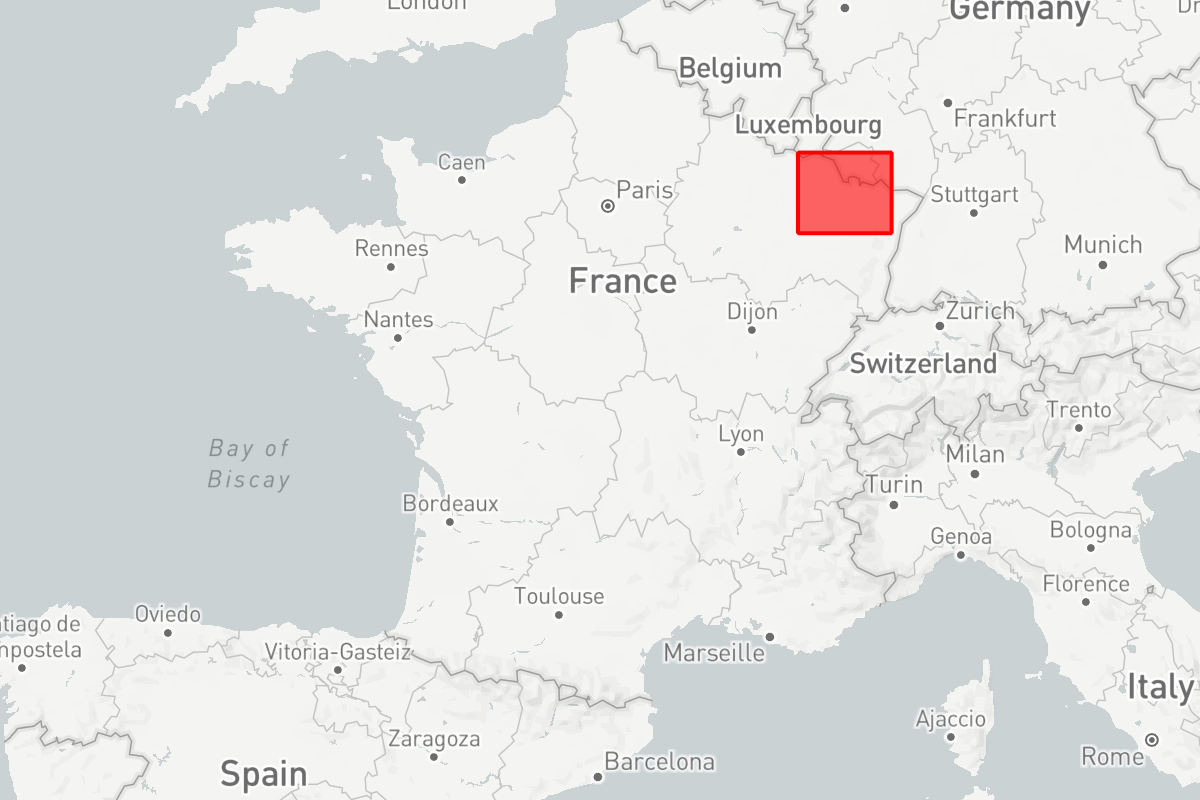 London
Germany
Dr
Belgium
Frankfurt
Luxembourg
Caen
Paris
Stuttgart
Rennes
Munich
France
Dijon
Zurich
Nantes
Switzerland
Trento
Lyon
Milan
Bay of
Biscay
Turin
Bordeaux
Bologna
Genoa
Florence
Toulouse
Oviedo
tiago de
npostela
Vitoria-Gasteiz
Marseille
Italy
Ajaccio
Zaragoza
Rome
Barcelona
Spain